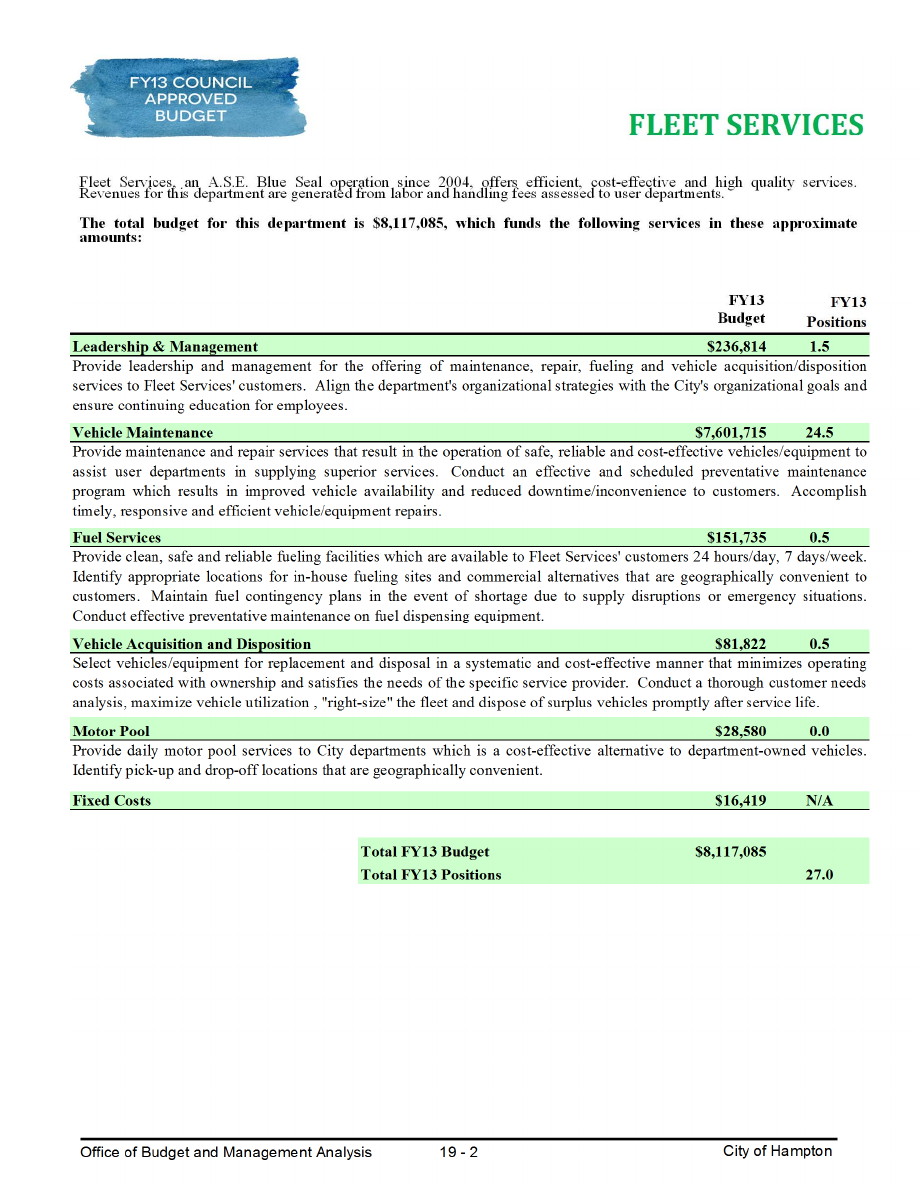 FY13 COUNCIL
APPROVED
BUDGET
FLEET SERVICES
Fleet Services, an A.S.E. Blue Seal operation since 2004, offers efficient, cost-effective and high quality services.
Revenues for this department are generated from labor and handling fees assessed to user departments.
The total budget for this department is $8,117,085, which funds the following services in these approximate
amounts:
FY13 FY13
Budget Positions
Leadership & Management $236,814 1.5
Provide leadership and management for the offering of maintenance, repair, fueling and vehicle acquisition/disposition
services to Fleet Services' customers. Align the department's organizational strategies with the City's organizational goals and
ensure continuing education for employees.
Vehicle Maintenance $7,601,715 24.5
Provide maintenance and repair services that result in the operation of safe, reliable and cost-effective vehicles/equipment to
assist user departments in supplying superior services. Conduct an effective and scheduled preventative maintenance
program which results in improved vehicle availability and reduced downtime/inconvenience to customers. Accomplish
timely, responsive and efficient vehicle/equipment repairs.
Fuel Services $151,735 0.5
Provide clean, safe and reliable fueling facilities which are available to Fleet Services' customers 24 hours/day, 7 days/week.
Identify appropriate locations for in-house fueling sites and commercial alternatives that are geographically convenient to
customers. Maintain fuel contingency plans in the event of shortage due to supply disruptions or emergency situations.
Conduct effective preventative maintenance on fuel dispensing equipment.
Vehicle Acquisition and Disposition $81,822 0.5
Select vehicles/equipment for replacement and disposal in a systematic and cost-effective manner that minimizes operating
costs associated with ownership and satisfies the needs of the specific service provider. Conduct a thorough customer needs
analysis, maximize vehicle utilization , "right-size" the fleet and dispose of surplus vehicles promptly after service life.
Motor Pool $28,580 0.0
Provide daily motor pool services to City departments which is a cost-effective alternative to department-owned vehicles.
Identify pick-up and drop-off locations that are geographically convenient.
Fixed Costs $16,419 N/A
Total FY13 Budget $8,117,085
Total FY13 Positions 27.0
Office of Budget and Management Analysis 19 - 2 City of Hampton